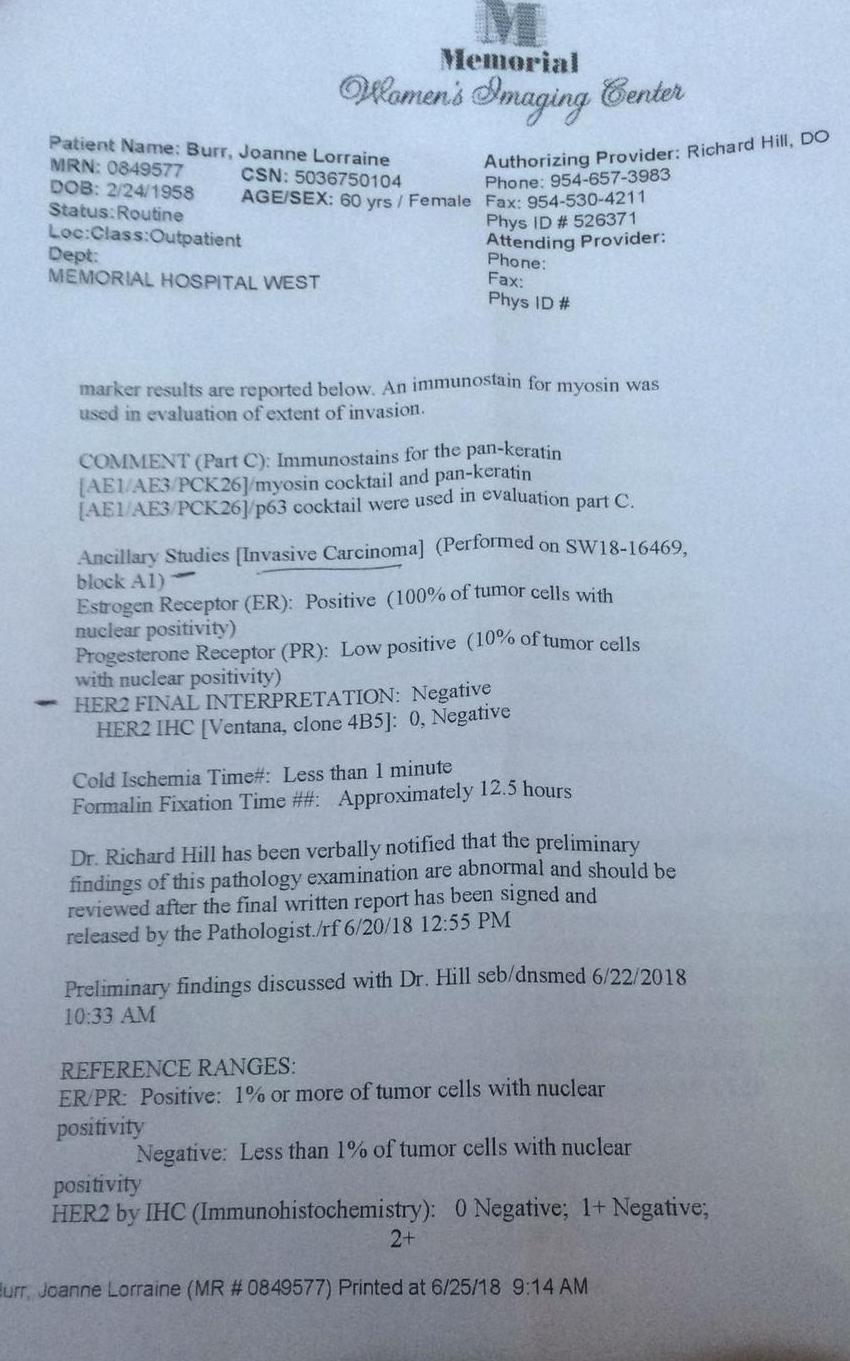 M
Memorial
Women's Imaging Center
Patient Name: Burr, Joanne Lorraine
MRN: 0849577 CSN: 5036750104
DOB: 2/24/1958 AGE/SEX: 60 yrs / Female
Status:Routine
Loc:Class:Outpatient
Dept:
MEMORIAL HOSPITAL WEST
Authorizing Provider: Richard Hill, DO
Phone: 954-657-3983
Fax: 954-530-4211
Phys ID # 526371
Attending Provider:
Phone:
Fax:
Phys ID #
marker results are reported below. An immunostain for myosin was
used in evaluation of extent of invasion.
COMMENT (Part C): Immunostains for the pan-keratin
[AE1/AE3/PCK26]/myosin cocktail and pan-keratin
[AE1/AE3/PCK26]/p63 cocktail were used in evaluation part C.
Ancillary Studies [Invasive Carcinoma] (Performed on SW18-16469,
block A1)
Estrogen Receptor (ER): Positive (100% of tumor cells with
nuclear positivity)
Progesterone Receptor (PR): Low positive (10% of tumor cells
with nuclear positivity)
HER2 FINAL INTERPRETATION: Negative
HER2 IHC [Ventana, clone 4B5]: 0, Negative
Cold Ischemia Time#: Less than 1 minute
Formalin Fixation Time ##: Approximately 12.5 hours
Dr. Richard Hill has been verbally notified that the preliminary
findings of this pathology examination are abnormal and should be
reviewed after the final written report has been signed and
released by the Pathologist./rf 6/20/18 12:55 PM
Preliminary findings discussed with Dr. Hill seb/dnsmed 6/22/2018
10:33 AM
REFERENCE RANGES:
ER/PR: Positive: 1% or more of tumor cells with nuclear
positivity
Negative: Less than 1% of tumor cells with nuclear
positivity
HER2 by IHC (Immunohistochemistry): 0 Negative; 1+ Negative;
2+
Burr, Joanne Lorraine (MR # 0849577) Printed at 6/25/18 9:14 AM